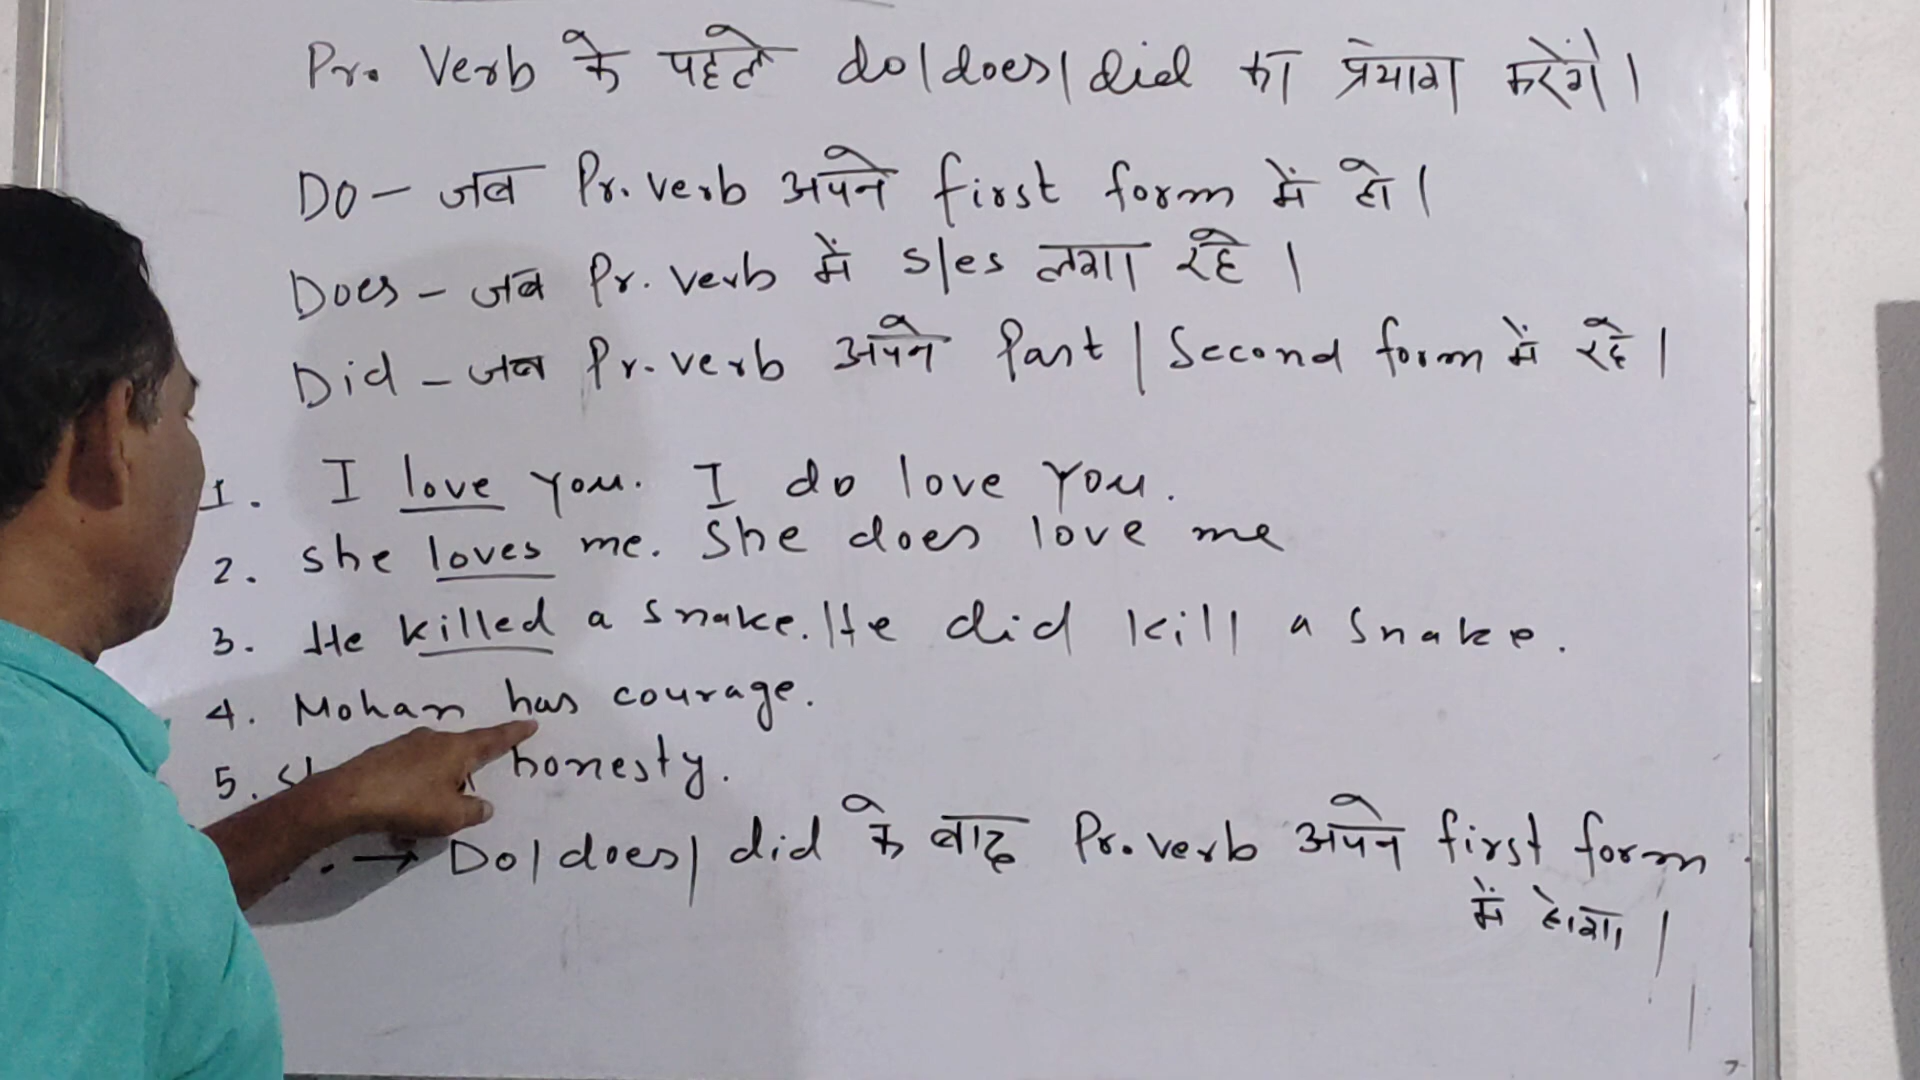 Pr. Verb के पहले do/does/did का प्रयोग करेंगे।
DO - जब Pr. verb अपने first form में हो।
Does - जब Pr. verb में s/es लगा रहे।
Did - जब Pr. verb अपने Past/Second form में रहे।
1. I love you. I do love you.
2. She loves me. She does love me
3. He killed a snake. He did kill a snake.
4. Mohan has courage.
5. honesty.
→ Do/does/did के बाद Pr. verb अपने first form
में होगा।